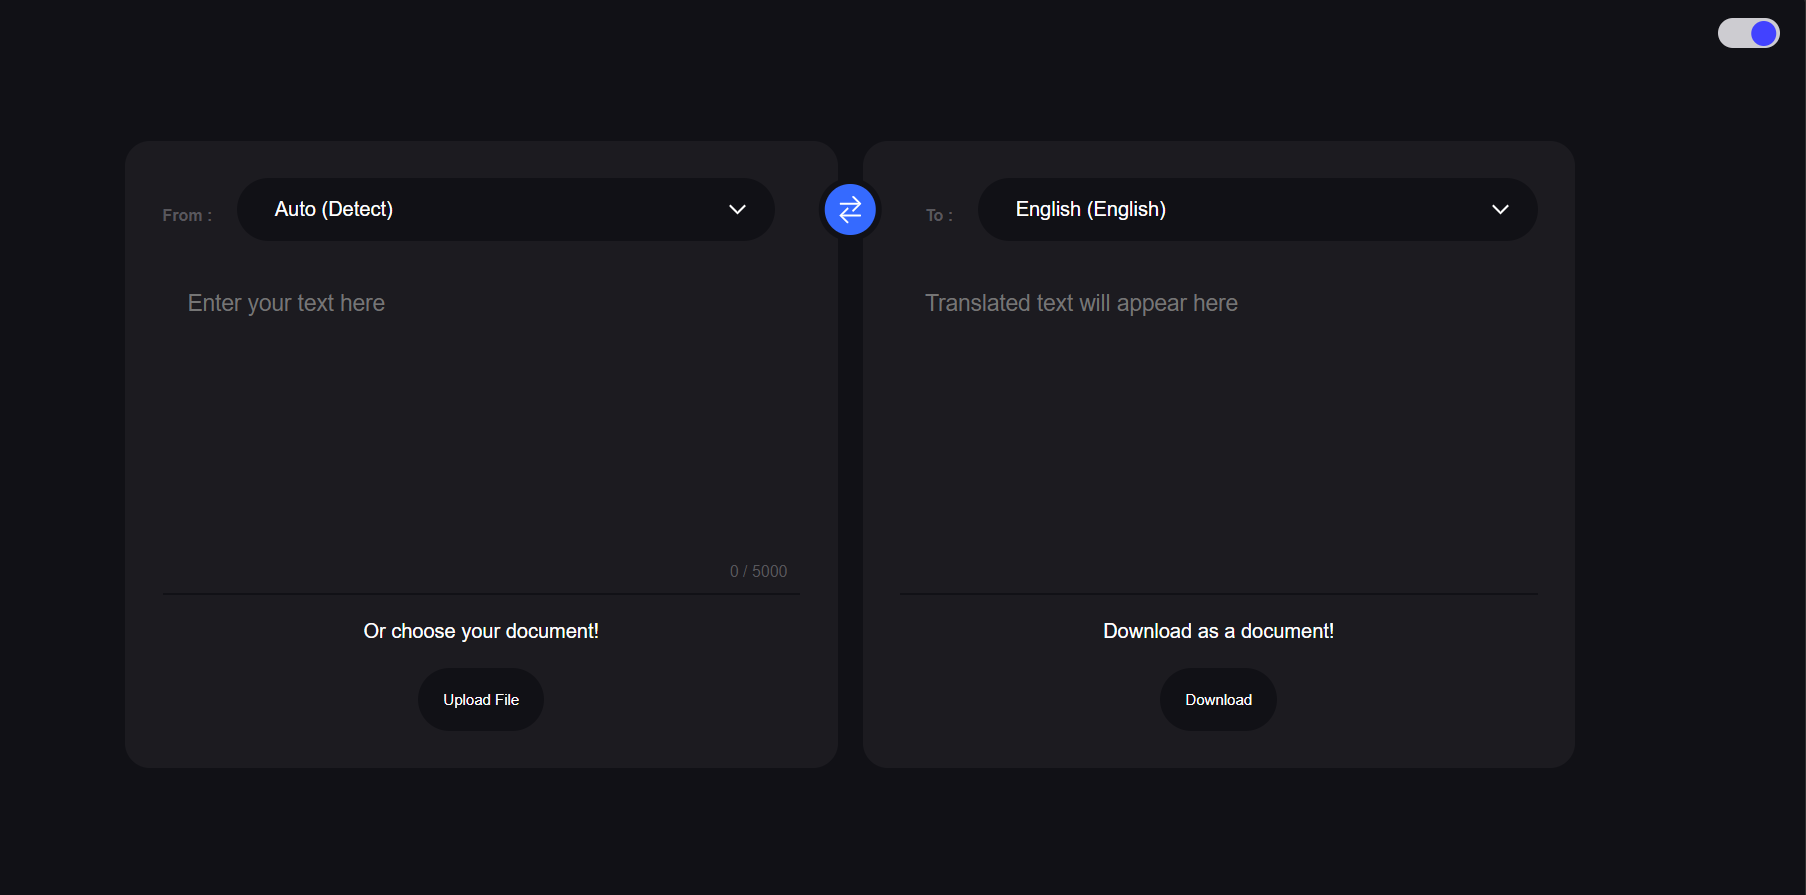 From :
Auto (Detect)
To :
English (English)
Enter your text here
Translated text will appear here
0 / 5000
Or choose your document!
Download as a document!
Upload File
Download